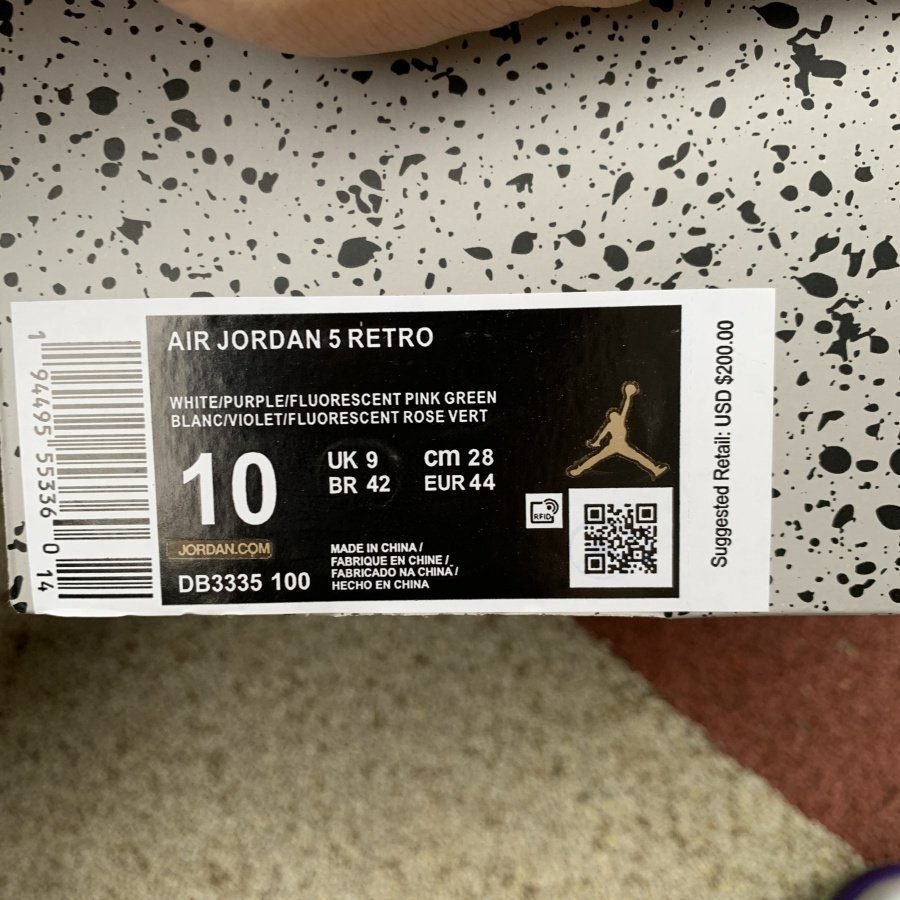 AIR JORDAN 5 RETRO
WHITE/PURPLE/FLUORESCENT PINK GREEN
BLANC/VIOLET/FLUORESCENT ROSE VERT
10
UK 9 cm 28
BR 42 EUR 44
RFID
JORDAN.COM
DB3335 100
MADE IN CHINA /
FABRIQUE EN CHINE /
FABRICADO NA CHINA /
HECHO EN CHINA
1 94495 55336 0 14
Suggested Retail: USD $200.00